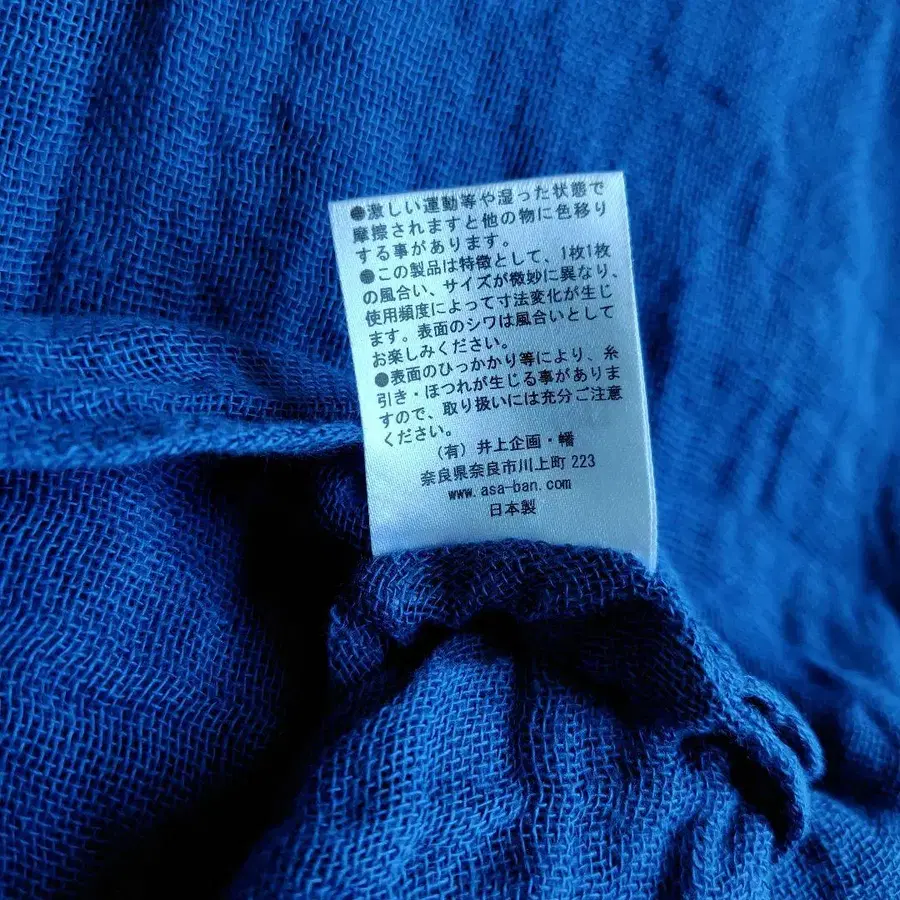 ●激しい運動等や湿った状態で
摩擦されますと他の物に色移り
する事があります。
●この製品は特徴として、1枚1枚
の風合い、サイズが微妙に異なり、
使用頻度によって寸法変化が生じ
ます。表面のシワは風合いとして
お楽しみください。
●表面のひっかかり等により、糸
引き・ほつれが生じる事がありま
すので、取り扱いには充分ご注意
ください。
(有) 井上企画・幡
奈良県奈良市川上町 223
www.asa-ban.com
日本製